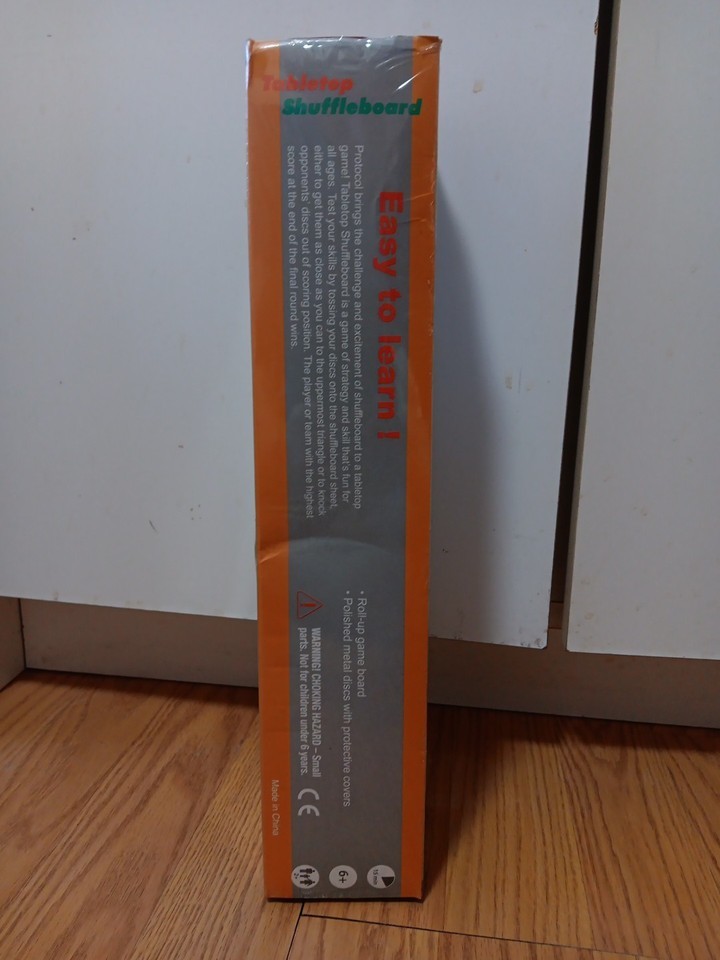 Tabletop
Shuffleboard
Easy to learn !
Protocol brings the challenge and excitement of shuffleboard to a tabletop
game! Tabletop Shuffleboard is a game of strategy and skill that's fun for
all ages. Test your skills by tossing your discs onto the shuffleboard sheet,
either to get them as close as you can to the uppermost triangle or to knock
opponents' discs out of scoring position. The player or team with the highest
score at the end of the final round wins.
• Roll-up game board
• Polished metal discs with protective covers
WARNING! CHOKING HAZARD – Small
parts. Not for children under 6 years.
CE
Made in China
15 min
6+
2+